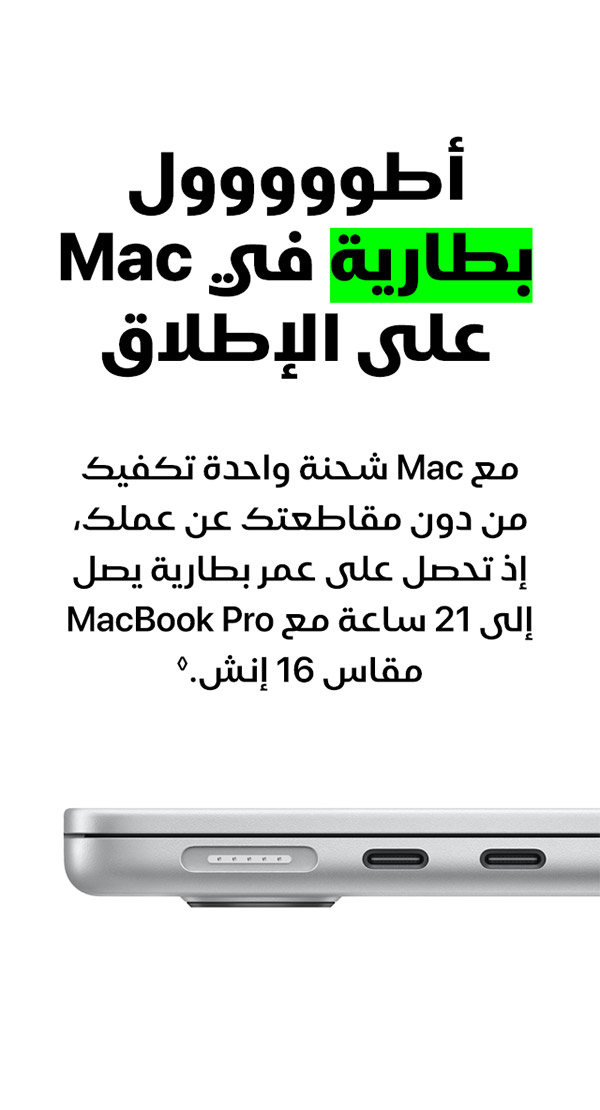 أطووووول
بطارية في Mac
على الإطلاق
مع Mac شحنة واحدة تكفيك
من دون مقاطعتك عن عملك،
إذ تحصل على عمر بطارية يصل
إلى 21 ساعة مع MacBook Pro
مقاس 16 إنش.◊